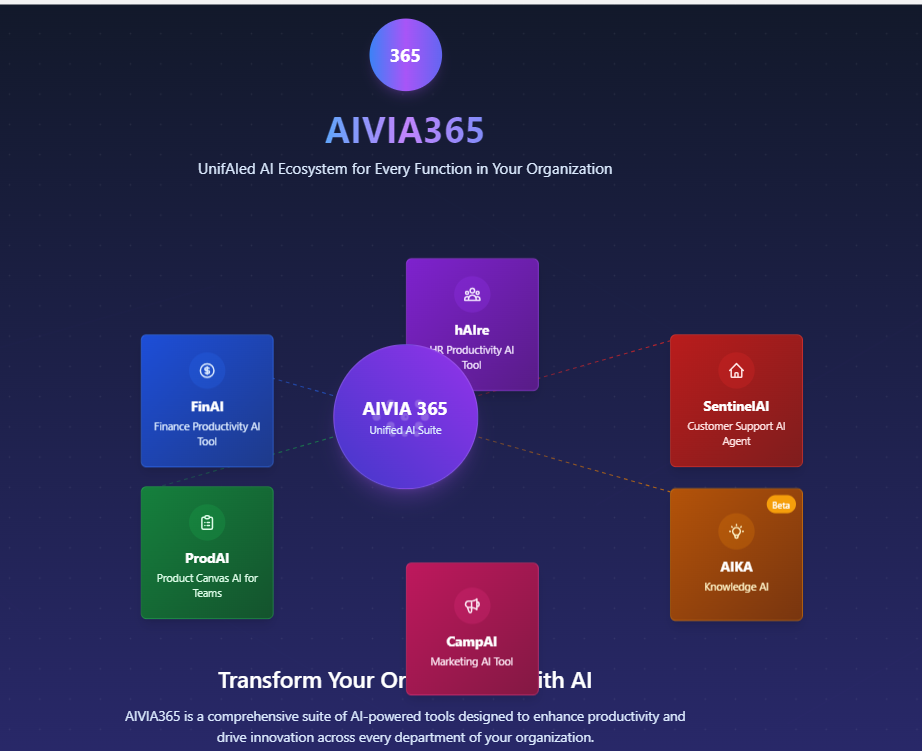 365
AIVIA365
UnifAIed AI Ecosystem for Every Function in Your Organization
hAIre
HR Productivity AI
Tool
FinAI
Finance Productivity AI
Tool
AIVIA 365
Unified AI Suite
SentinelAI
Customer Support AI
Agent
ProdAI
Product Canvas AI for
Teams
Beta
AIKA
Knowledge AI
CampAI
Marketing AI Tool
Transform Your Or ith AI
AIVIA365 is a comprehensive suite of AI-powered tools designed to enhance productivity and
drive innovation across every department of your organization.